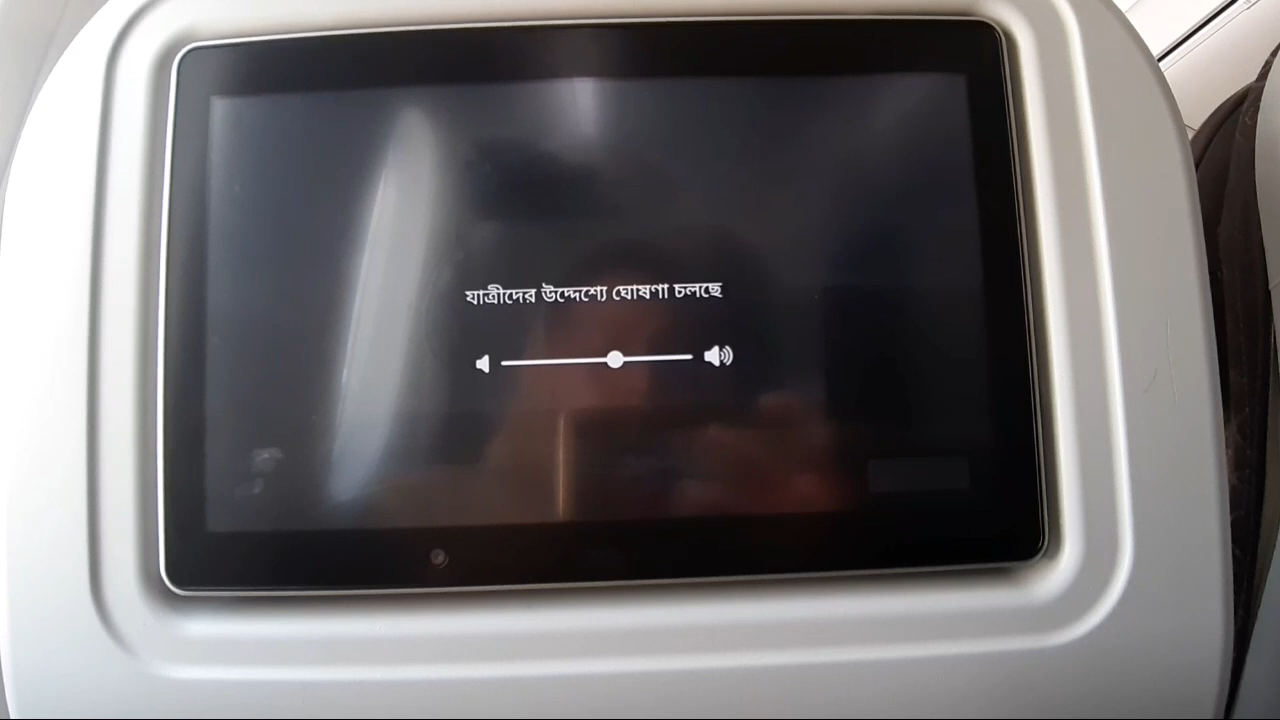 যাত্রীদের উদ্দেশ্যে ঘোষণা চলছে